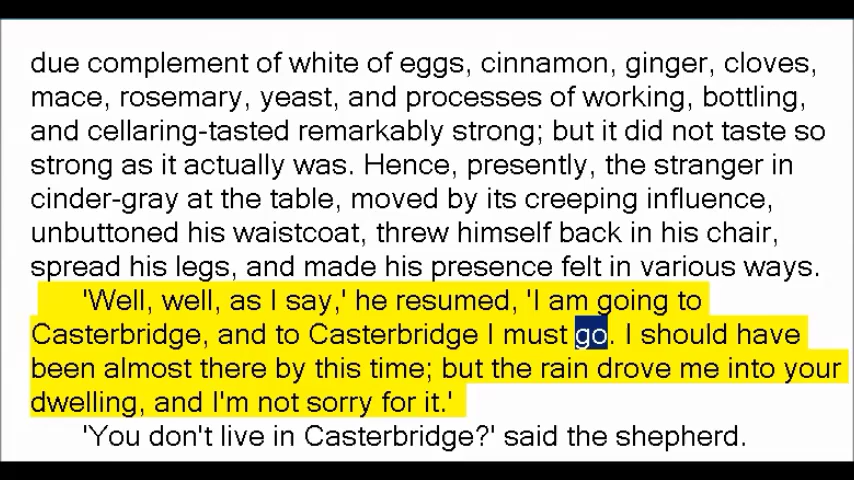 due complement of white of eggs, cinnamon, ginger, cloves,
mace, rosemary, yeast, and processes of working, bottling,
and cellaring-tasted remarkably strong; but it did not taste so
strong as it actually was. Hence, presently, the stranger in
cinder-gray at the table, moved by its creeping influence,
unbuttoned his waistcoat, threw himself back in his chair,
spread his legs, and made his presence felt in various ways.
'Well, well, as I say,' he resumed, 'I am going to
Casterbridge, and to Casterbridge I must go. I should have
been almost there by this time; but the rain drove me into your
dwelling, and I'm not sorry for it.'
'You don't live in Casterbridge?' said the shepherd.